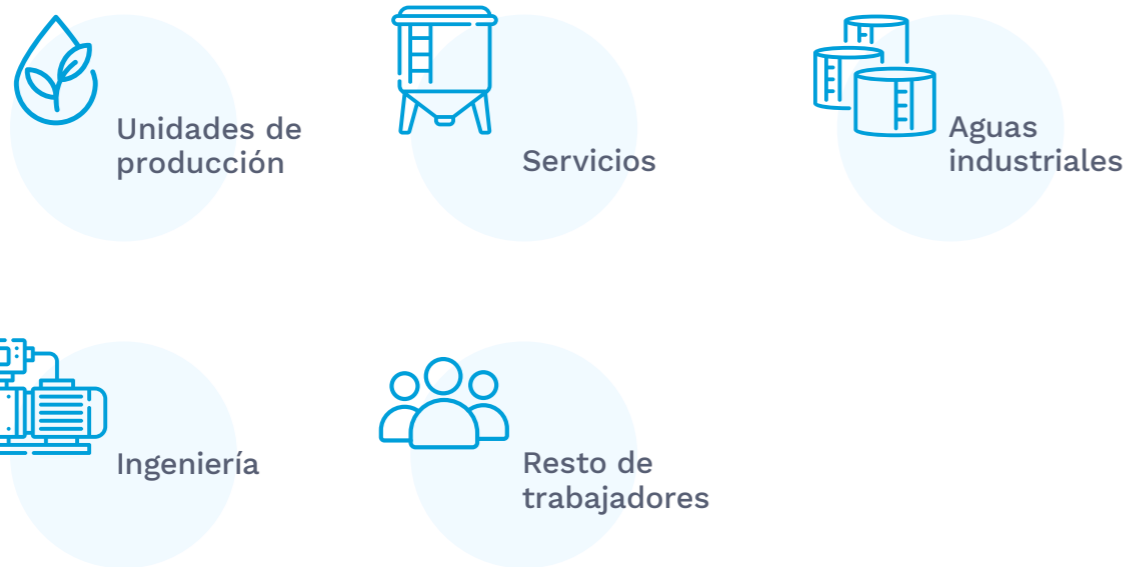 Unidades de
producción
Servicios
Aguas
industriales
Ingeniería
Resto de
trabajadores